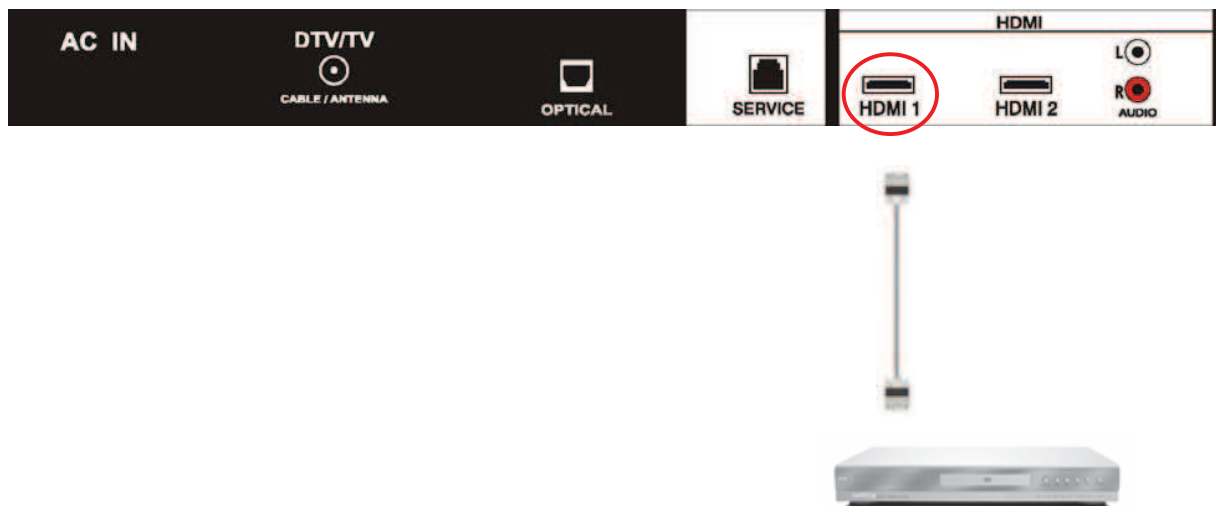 AC IN
DTV/TV
CABLE / ANTENNA
OPTICAL
SERVICE
HDMI
HDMI 1
HDMI 2
L
R
AUDIO